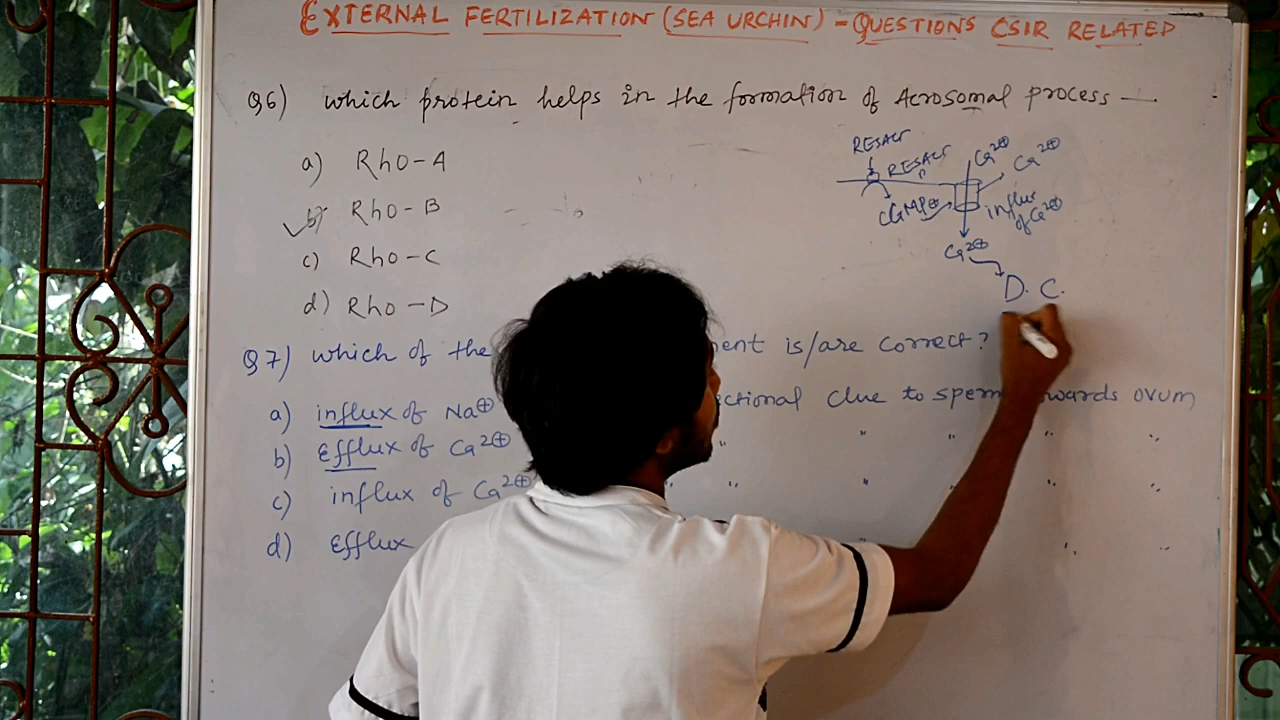 EXTERNAL FERTILIZATION (SEA URCHIN) - QUESTIONS CSIR RELATED
Q6) which protein helps in the formation of Acrosomal process —
a) Rho-A
b) Rho-B
c) Rho-C
d) Rho-D
RESACT
RESACT
Ca²⊕
Ca²⊕
cGMP⊕
influx of Ca²⊕
Ca²⊕
D. C.
Q7) which of the ent is/are correct?
a) influx of Na⊕ ctional clue to sperm wards ovum
b) Efflux of Ca²⊕ " " " " "
c) influx of Ca²⊕ " " " " "
d) Efflux " "